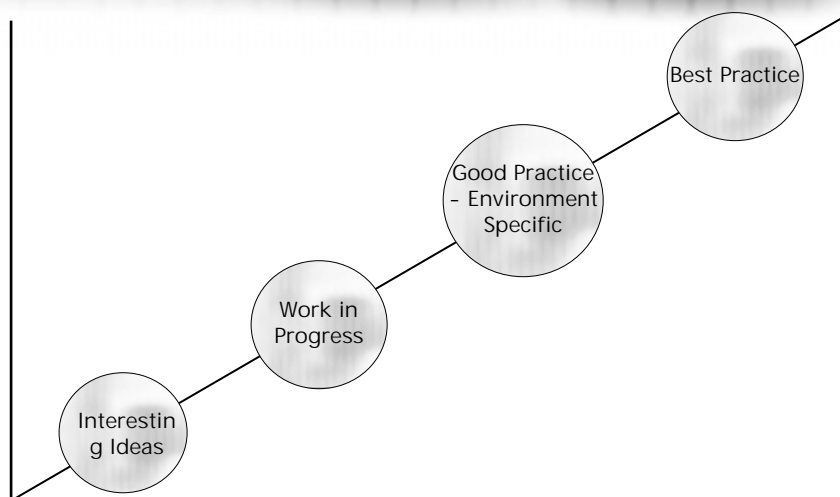 Best Practice
Good Practice
- Environment
Specific
Work in
Progress
Interestin
g Ideas